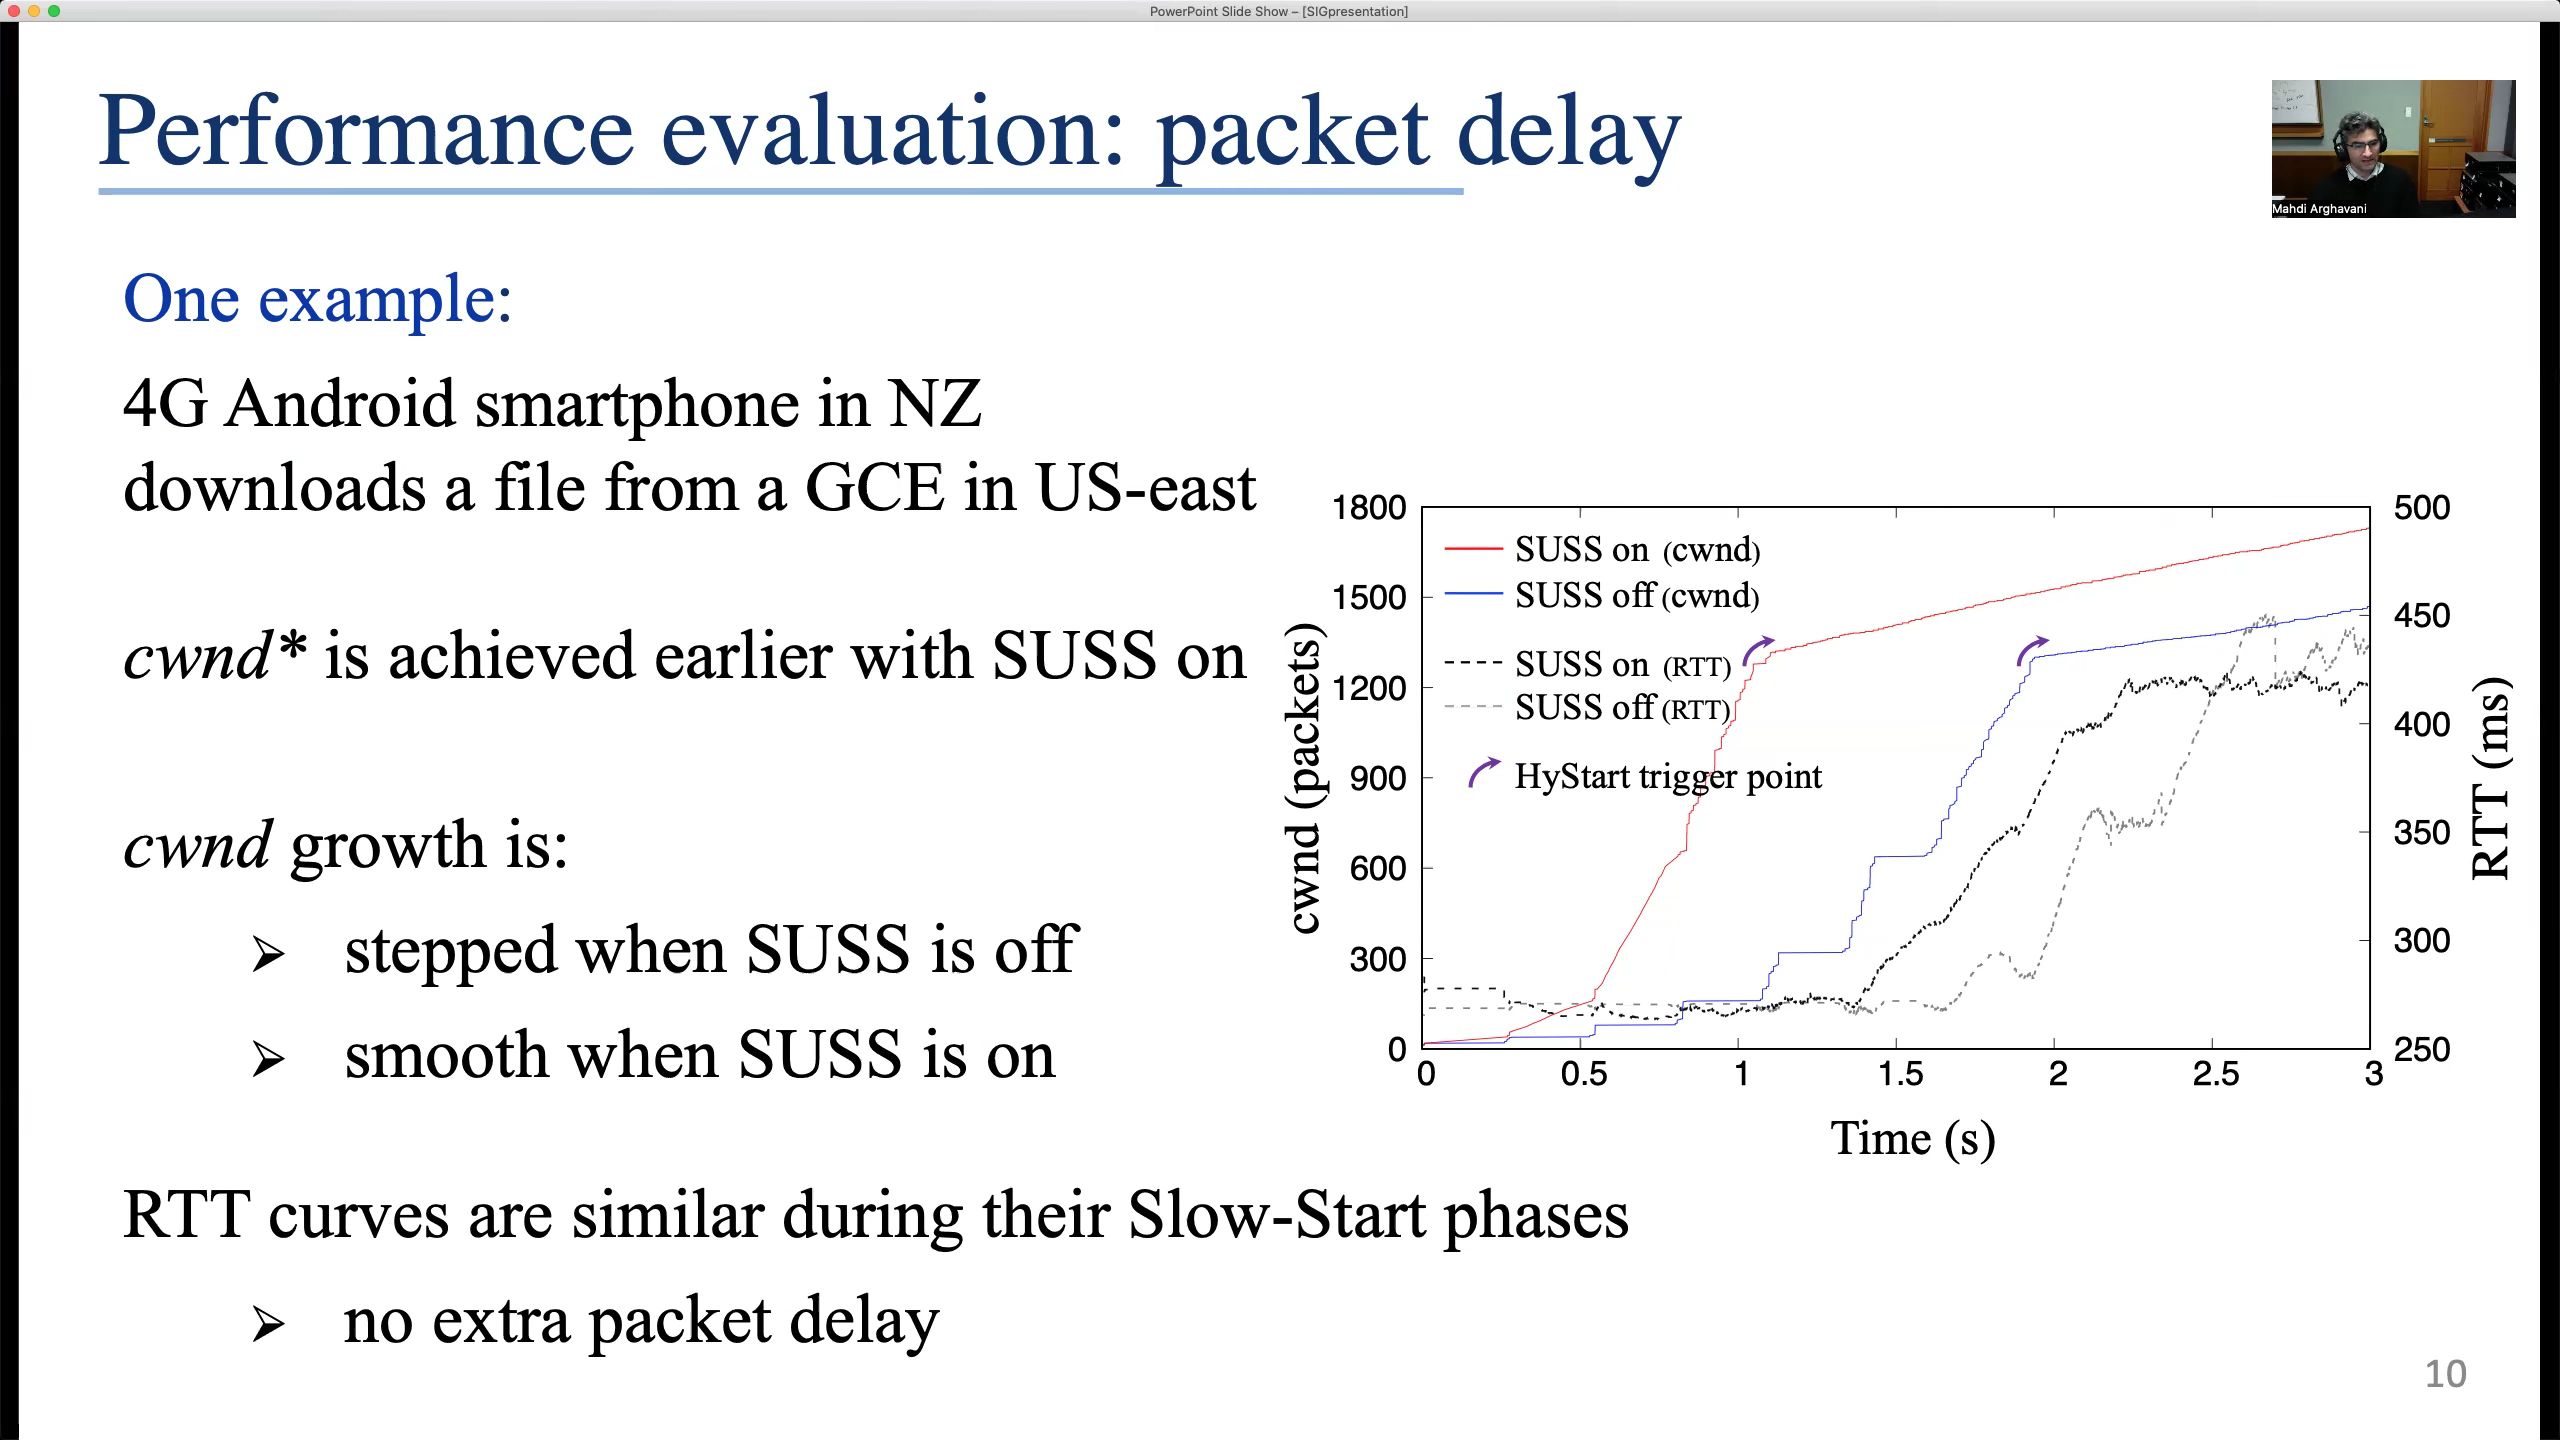 PowerPoint Slide Show – [SIGpresentation]
Performance evaluation: packet delay
Mahdi Arghavani
One example:
4G Android smartphone in NZ
downloads a file from a GCE in US-east
cwnd* is achieved earlier with SUSS on
cwnd growth is:
➢ stepped when SUSS is off
➢ smooth when SUSS is on
RTT curves are similar during their Slow-Start phases
➢ no extra packet delay
cwnd (packets)
1800
1500
1200
900
600
300
0
SUSS on (cwnd)
SUSS off (cwnd)
SUSS on (RTT)
SUSS off (RTT)
HyStart trigger point
500
450
400
350
300
250
RTT (ms)
0 0.5 1 1.5 2 2.5 3
Time (s)
10